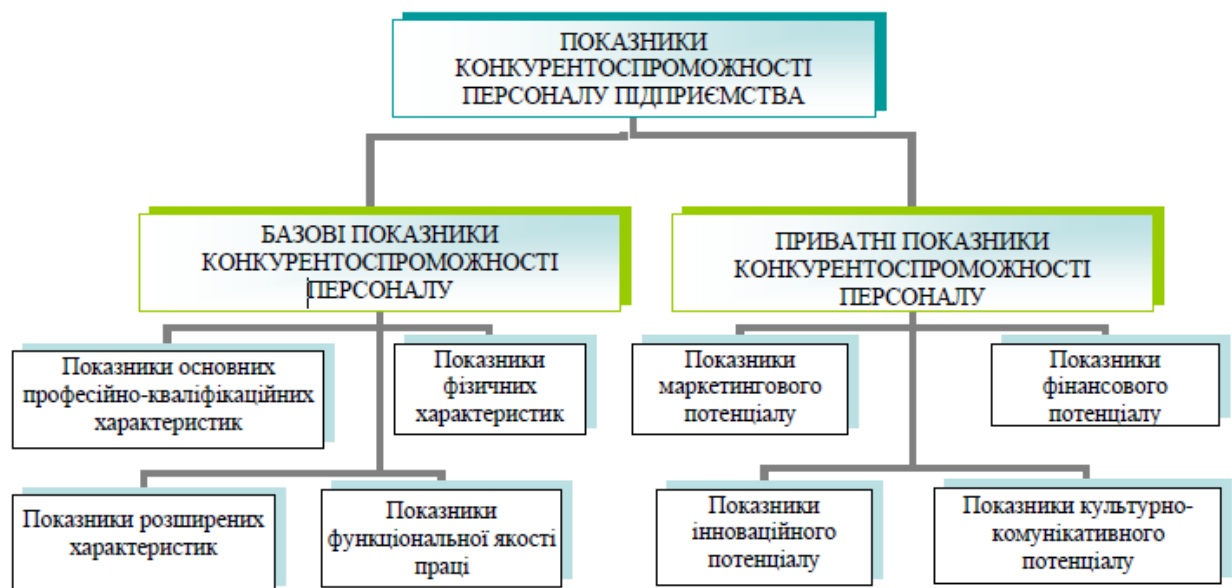 ПОКАЗНИКИ
КОНКУРЕНТОСПРОМОЖНОСТІ
ПЕРСОНАЛУ ПІДПРИЄМСТВА
БАЗОВІ ПОКАЗНИКИ
КОНКУРЕНТОСПРОМОЖНОСТІ
ПЕРСОНАЛУ
ПРИВАТНІ ПОКАЗНИКИ
КОНКУРЕНТОСПРОМОЖНОСТІ
ПЕРСОНАЛУ
Показники основних
професійно-кваліфікаційних
характеристик
Показники
фізичних
характеристик
Показники
маркетингового
потенціалу
Показники
фінансового
потенціалу
Показники розширених
характеристик
Показники
функціональної якості
праці
Показники
інноваційного
потенціалу
Показники культурно-
комунікативного
потенціалу